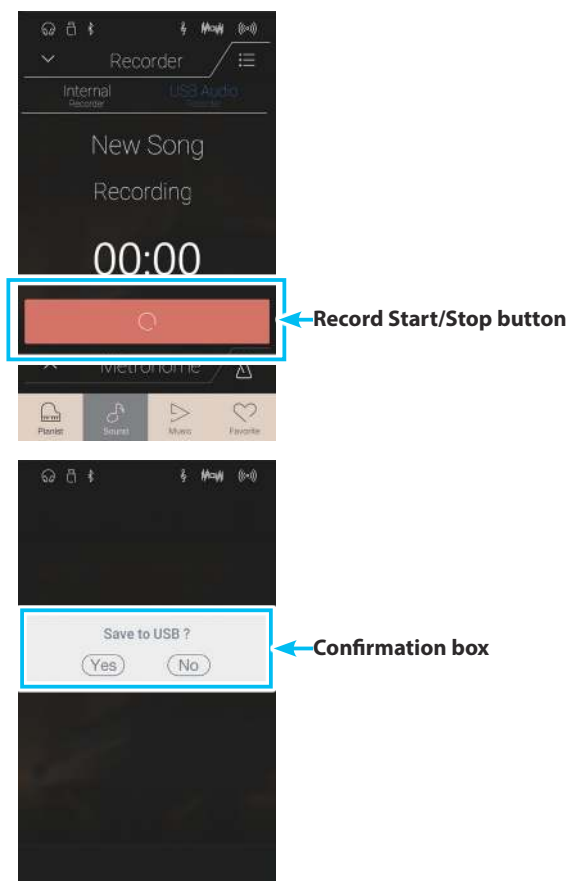 Recorder
Internal
Recorder
USB Audio
Recorder
New Song
Recording
00:00
Record Start/Stop button
Metronome
Pianist
Sound
Music
Favorite
Save to USB ?
Yes
No
Confirmation box